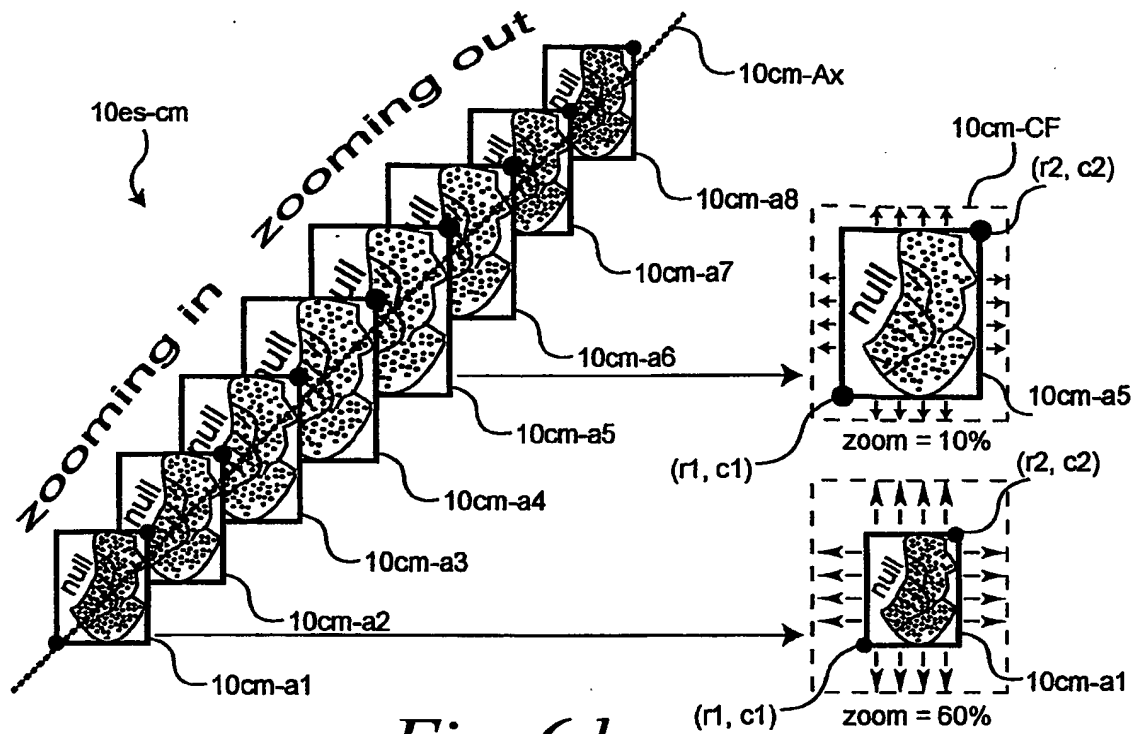 zooming out
zooming in
10es-cm
10cm-Ax
10cm-CF
(r2, c2)
null
10cm-a8
null
10cm-a7
null
10cm-a6
null
10cm-a5
null
10cm-a4
null
10cm-a3
null
10cm-a2
null
10cm-a1
null
10cm-a5
(r1, c1)
zoom = 10%
(r2, c2)
null
10cm-a1
(r1, c1)
zoom = 60%